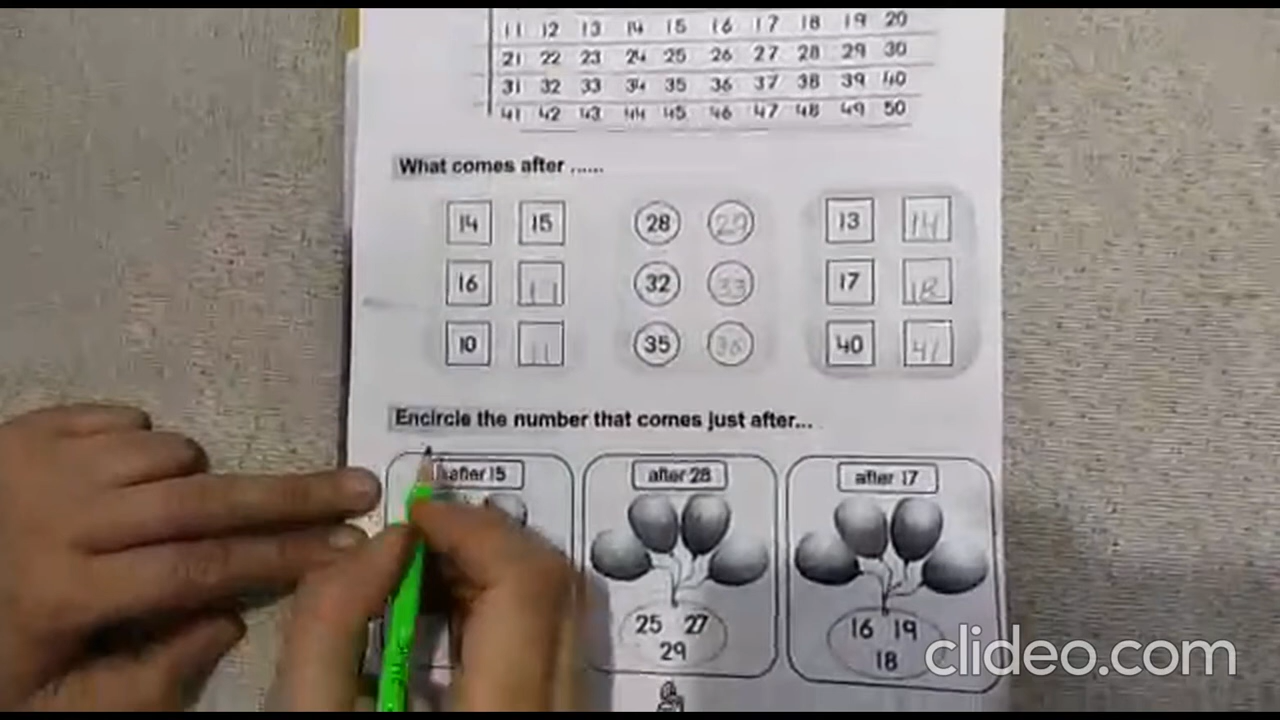 11 12 13 14 15 16 17 18 19 20
21 22 23 24 25 26 27 28 29 30
31 32 33 34 35 36 37 38 39 40
41 42 43 44 45 46 47 48 49 50
What comes after ......
14 15 28 29 13 14
16 17 32 33 17 18
10 11 35 36 40 41
Encircle the number that comes just after...
after 15 after 28 after 17
25 27 16 19
29 18
clideo.com